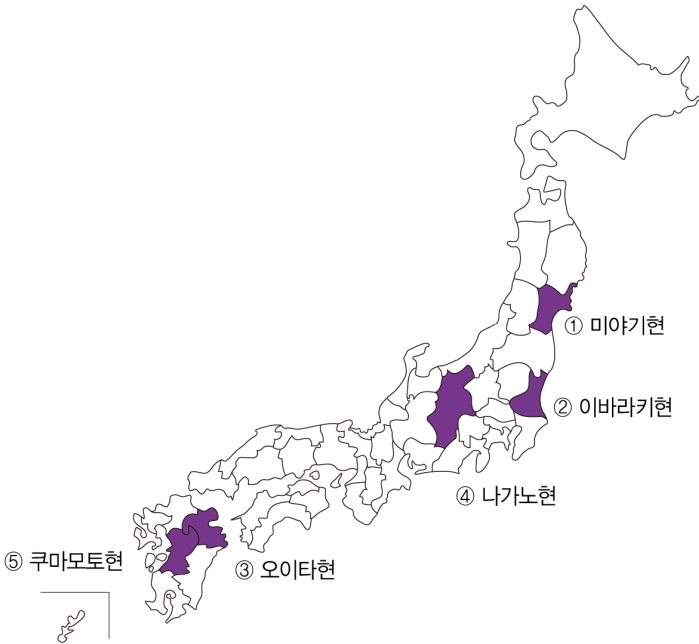 ① 미야기현
② 이바라키현
④ 나가노현
⑤ 쿠마모토현
③ 오이타현